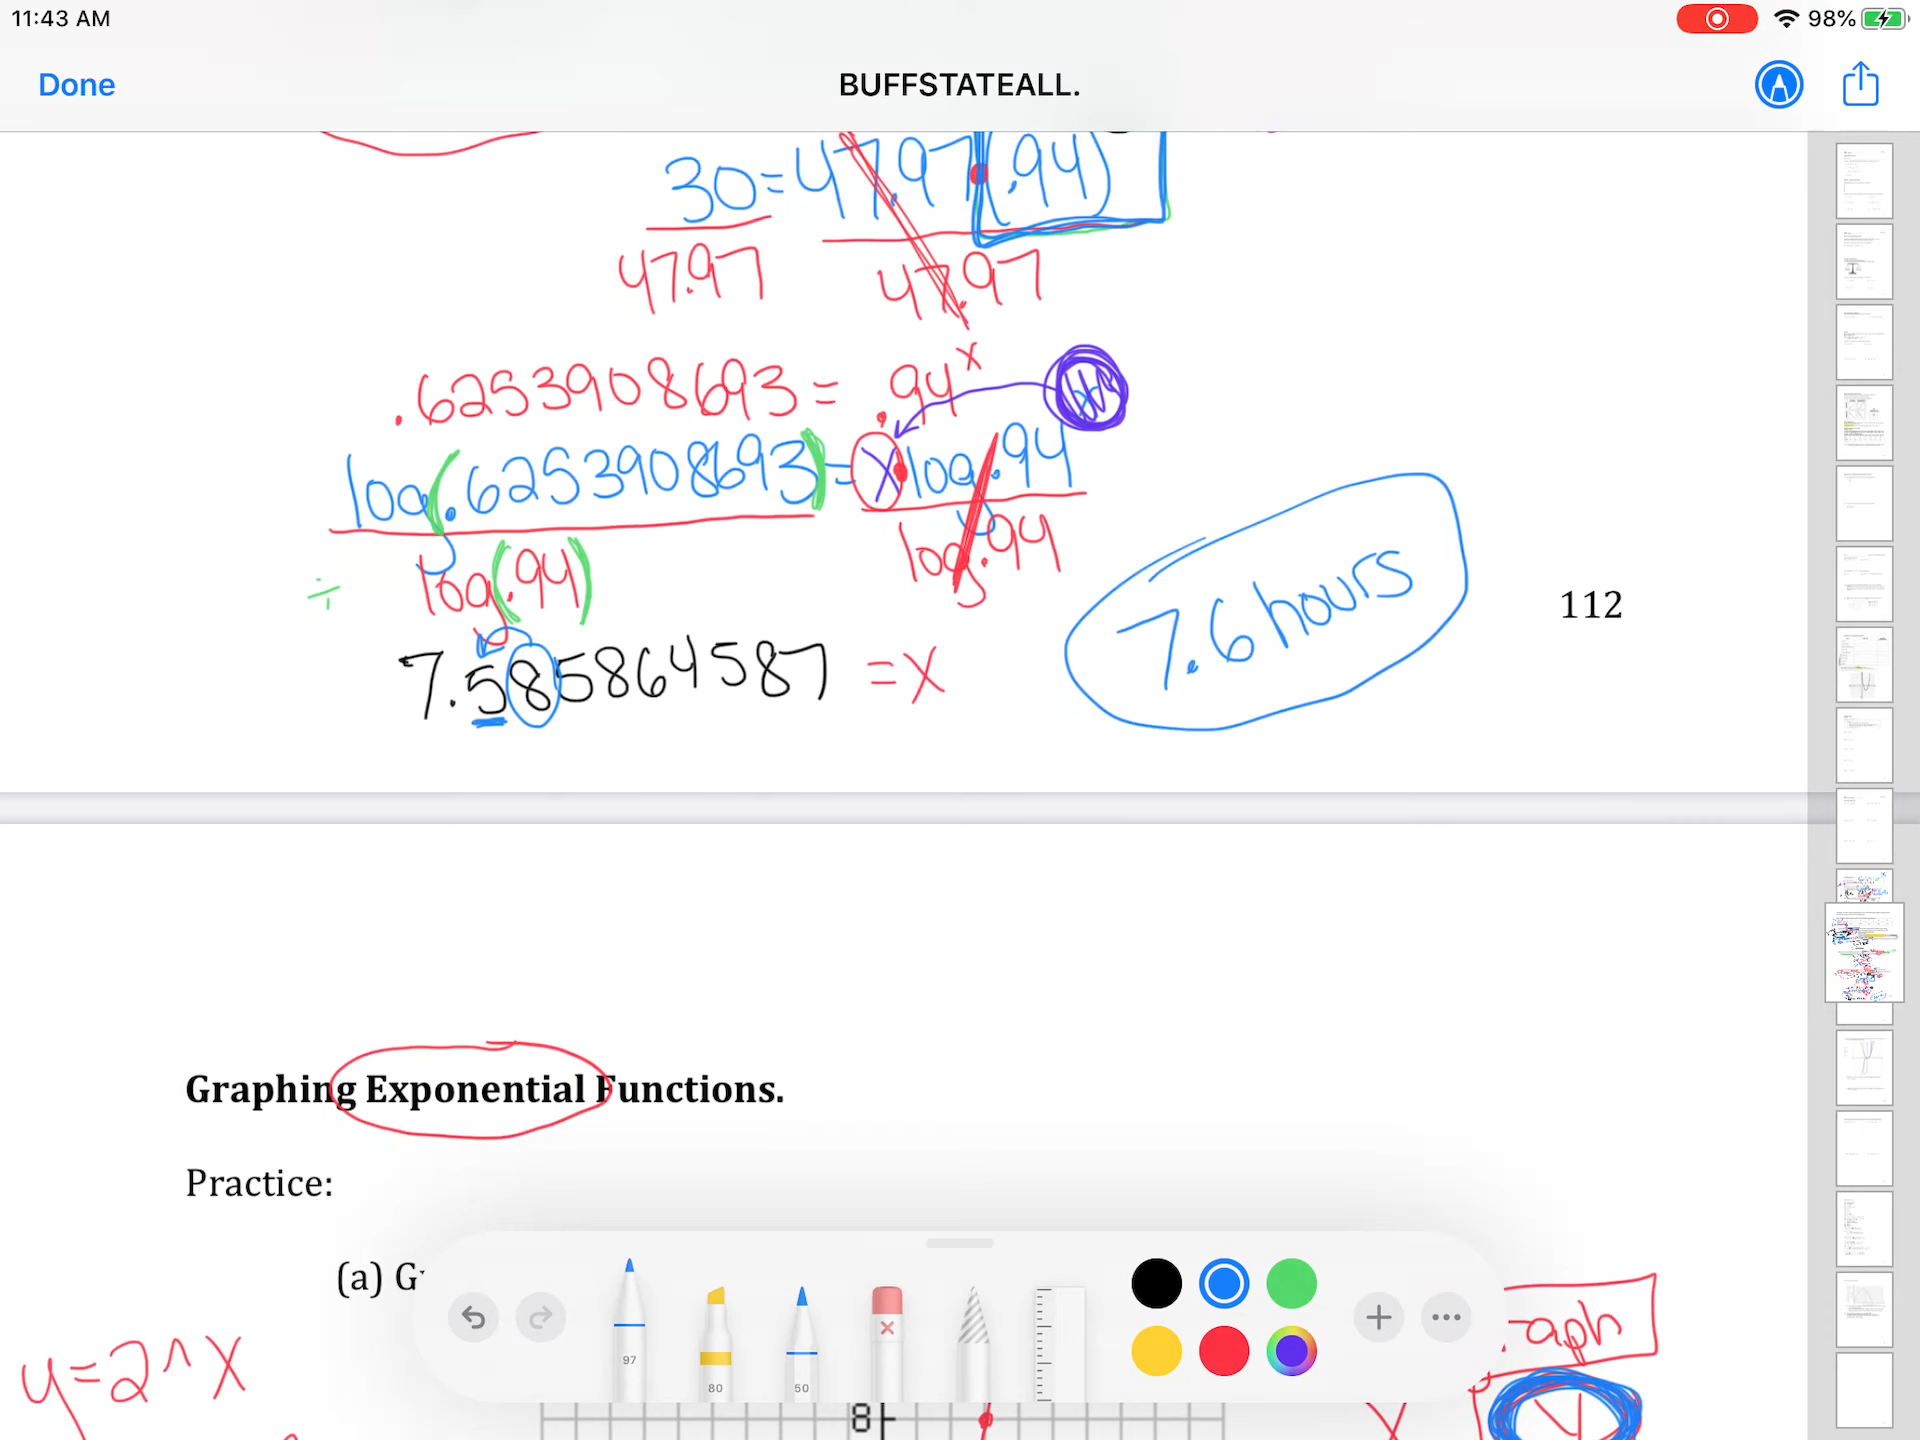 11:43 AM 98%
Done BUFFSTATEALL.
30=47.97(.94)
47.97 47.97
.6253908693= .94^x
log(.6253908693)=x·log.94
÷ log(.94) log.94
7.585864587 =x
7.6 hours
112
Graphing Exponential Functions.
Practice:
(a) G
y=2^x
raph
97 80 50
8
x y